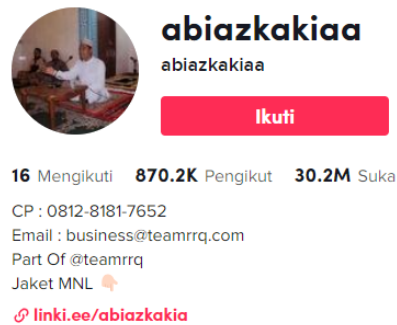 abiazkakiaa
abiazkakiaa
Ikuti
16 Mengikuti 870.2K Pengikut 30.2M Suka
CP : 0812-8181-7652
Email : business@teamrrq.com
Part Of @teamrrq
Jaket MNL 👇🏻
linki.ee/abiazkakia